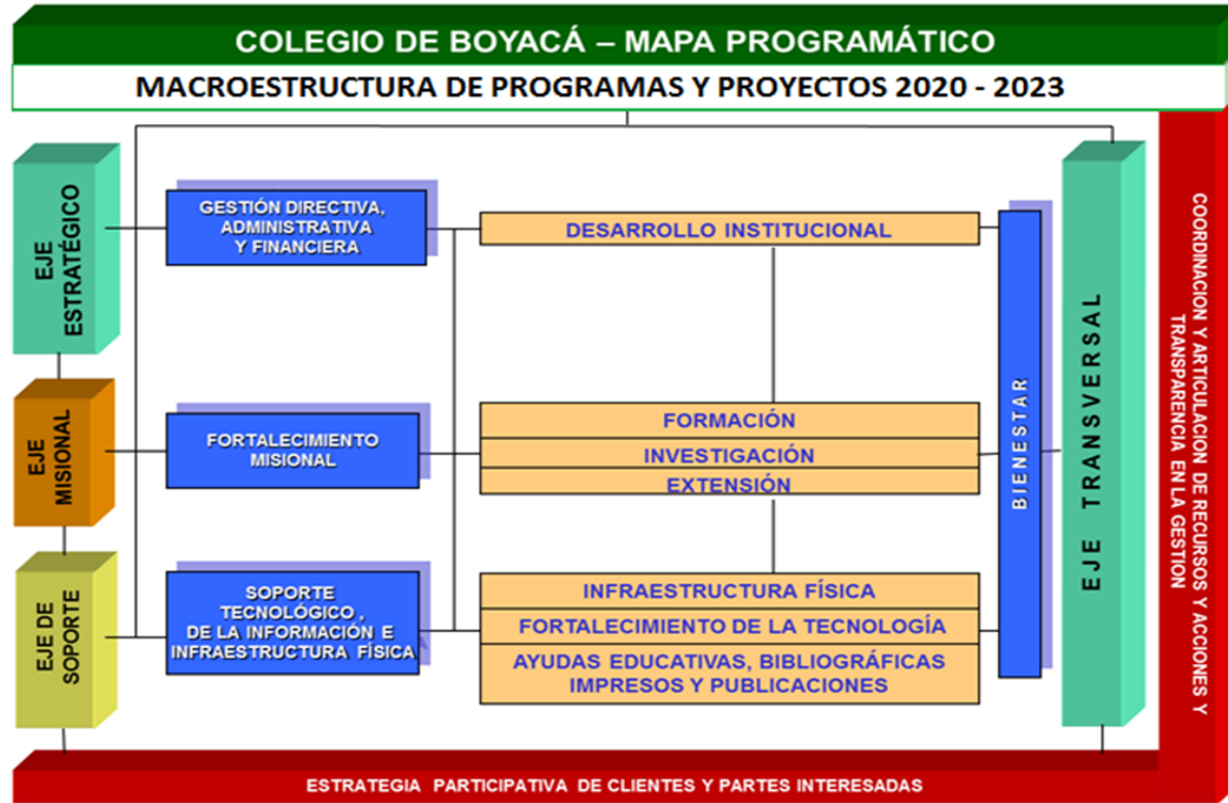 COLEGIO DE BOYACÁ – MAPA PROGRAMÁTICO
MACROESTRUCTURA DE PROGRAMAS Y PROYECTOS 2020 - 2023
EJE
ESTRATÉGICO
GESTIÓN DIRECTIVA,
ADMINISTRATIVA
Y FINANCIERA
DESARROLLO INSTITUCIONAL
EJE
MISIONAL
FORTALECIMIENTO
MISIONAL
FORMACIÓN
INVESTIGACIÓN
EXTENSIÓN
EJE DE
SOPORTE
SOPORTE
TECNOLÓGICO ,
DE LA INFORMACIÓN E
INFRAESTRUCTURA FÍSICA
INFRAESTRUCTURA FÍSICA
FORTALECIMIENTO DE LA TECNOLOGÍA
AYUDAS EDUCATIVAS, BIBLIOGRÁFICAS
IMPRESOS Y PUBLICACIONES
BIENESTAR
EJE TRANSVERSAL
COORDINACION Y ARTICULACION DE RECURSOS Y ACCIONES Y
TRANSPARENCIA EN LA GESTION
ESTRATEGIA PARTICIPATIVA DE CLIENTES Y PARTES INTERESADAS